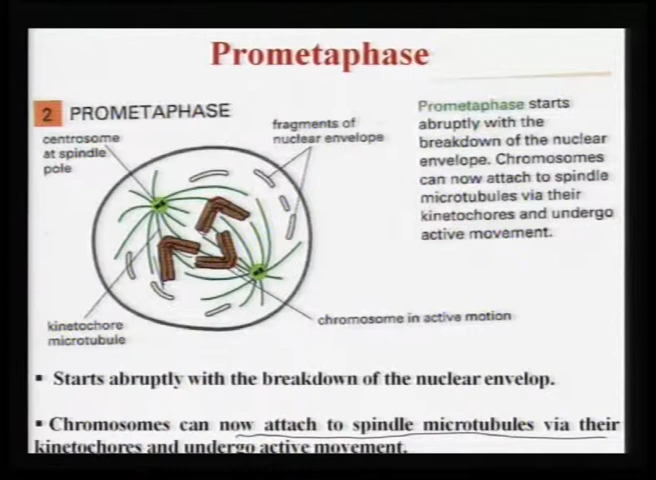 Prometaphase
2 PROMETAPHASE
centrosome
at spindle
pole
fragments of
nuclear envelope
Prometaphase starts
abruptly with the
breakdown of the nuclear
envelope. Chromosomes
can now attach to spindle
microtubules via their
kinetochores and undergo
active movement.
kinetochore
microtubule
chromosome in active motion
▪ Starts abruptly with the breakdown of the nuclear envelop.
▪ Chromosomes can now attach to spindle microtubules via their
kinetochores and undergo active movement.